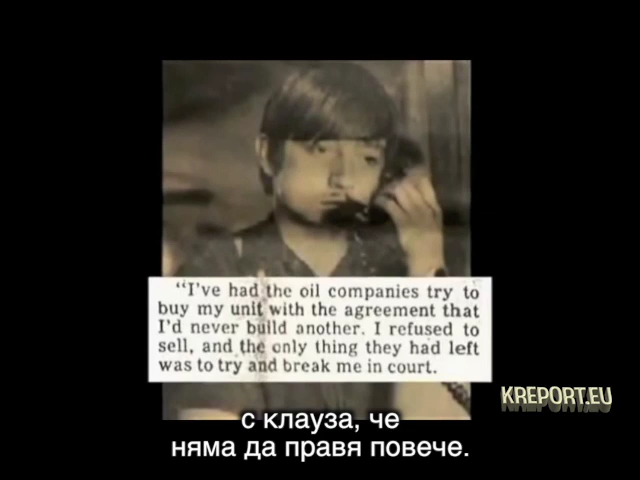 “I've had the oil companies try to
buy my unit with the agreement that
I'd never build another. I refused to
sell, and the only thing they had left
was to try and break me in court.
KREPORT.EU
с клауза, че
няма да правя повече.